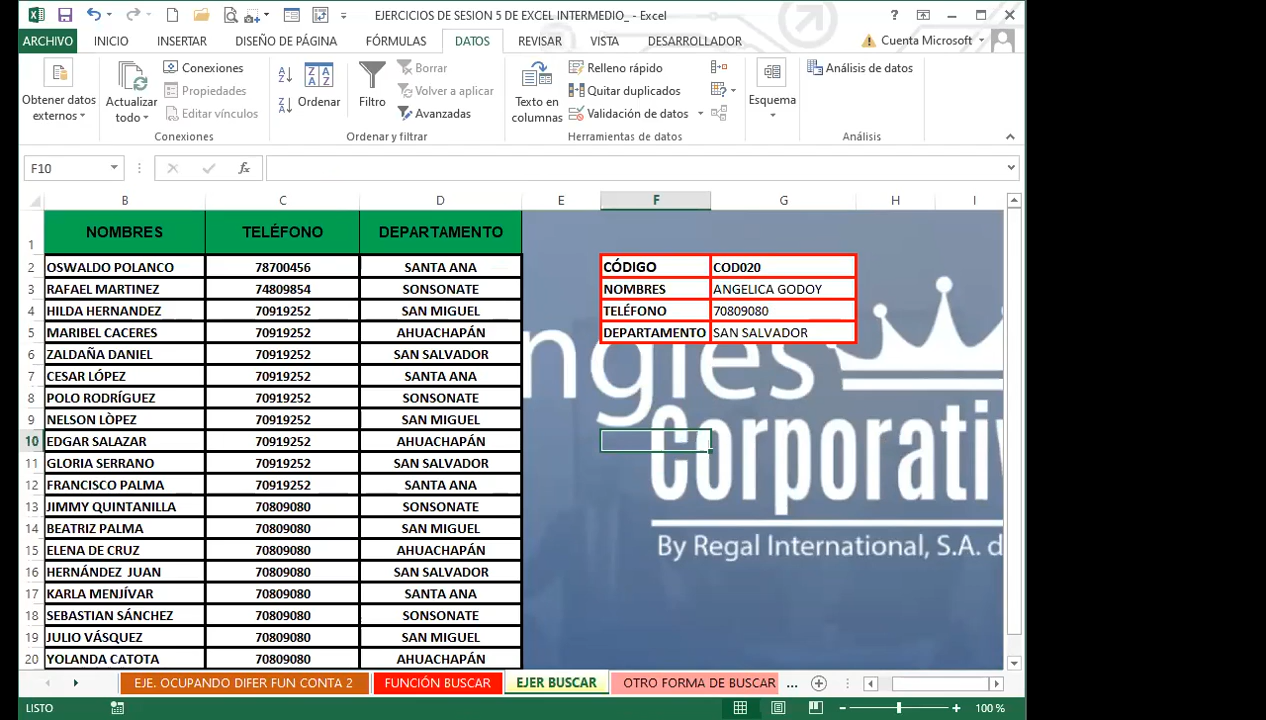 EJERCICIOS DE SESION 5 DE EXCEL INTERMEDIO_ - Excel
?
ARCHIVO INICIO INSERTAR DISEÑO DE PÁGINA FÓRMULAS DATOS REVISAR VISTA DESARROLLADOR Cuenta Microsoft
Obtener datos externos
Actualizar todo
Conexiones
Propiedades
Editar vínculos
Conexiones
Ordenar
Filtro
Borrar
Volver a aplicar
Avanzadas
Ordenar y filtrar
Texto en columnas
Relleno rápido
Quitar duplicados
Validación de datos
Herramientas de datos
Esquema
Análisis de datos
Análisis
F10 fx
B C D E F G H I
1 NOMBRES TELÉFONO DEPARTAMENTO
2 OSWALDO POLANCO 78700456 SANTA ANA CÓDIGO COD020
3 RAFAEL MARTINEZ 74809854 SONSONATE NOMBRES ANGELICA GODOY
4 HILDA HERNANDEZ 70919252 SAN MIGUEL TELÉFONO 70809080
5 MARIBEL CACERES 70919252 AHUACHAPÁN DEPARTAMENTO SAN SALVADOR
6 ZALDAÑA DANIEL 70919252 SAN SALVADOR
7 CESAR LÓPEZ 70919252 SANTA ANA
8 POLO RODRÍGUEZ 70919252 SONSONATE
9 NELSON LÒPEZ 70919252 SAN MIGUEL
10 EDGAR SALAZAR 70919252 AHUACHAPÁN
11 GLORIA SERRANO 70919252 SAN SALVADOR
12 FRANCISCO PALMA 70919252 SANTA ANA
13 JIMMY QUINTANILLA 70809080 SONSONATE
14 BEATRIZ PALMA 70809080 SAN MIGUEL
15 ELENA DE CRUZ 70809080 AHUACHAPÁN
16 HERNÁNDEZ  JUAN 70809080 SAN SALVADOR
17 KARLA MENJÍVAR 70809080 SANTA ANA
18 SEBASTIAN SÁNCHEZ 70809080 SONSONATE
19 JULIO VÁSQUEZ 70809080 SAN MIGUEL
20 YOLANDA CATOTA 70809080 AHUACHAPÁN
ngles
Corporativ
By Regal International, S.A. d
EJE. OCUPANDO DIFER FUN CONTA 2 FUNCIÓN BUSCAR EJER BUSCAR OTRO FORMA DE BUSCAR ...
LISTO 100 %